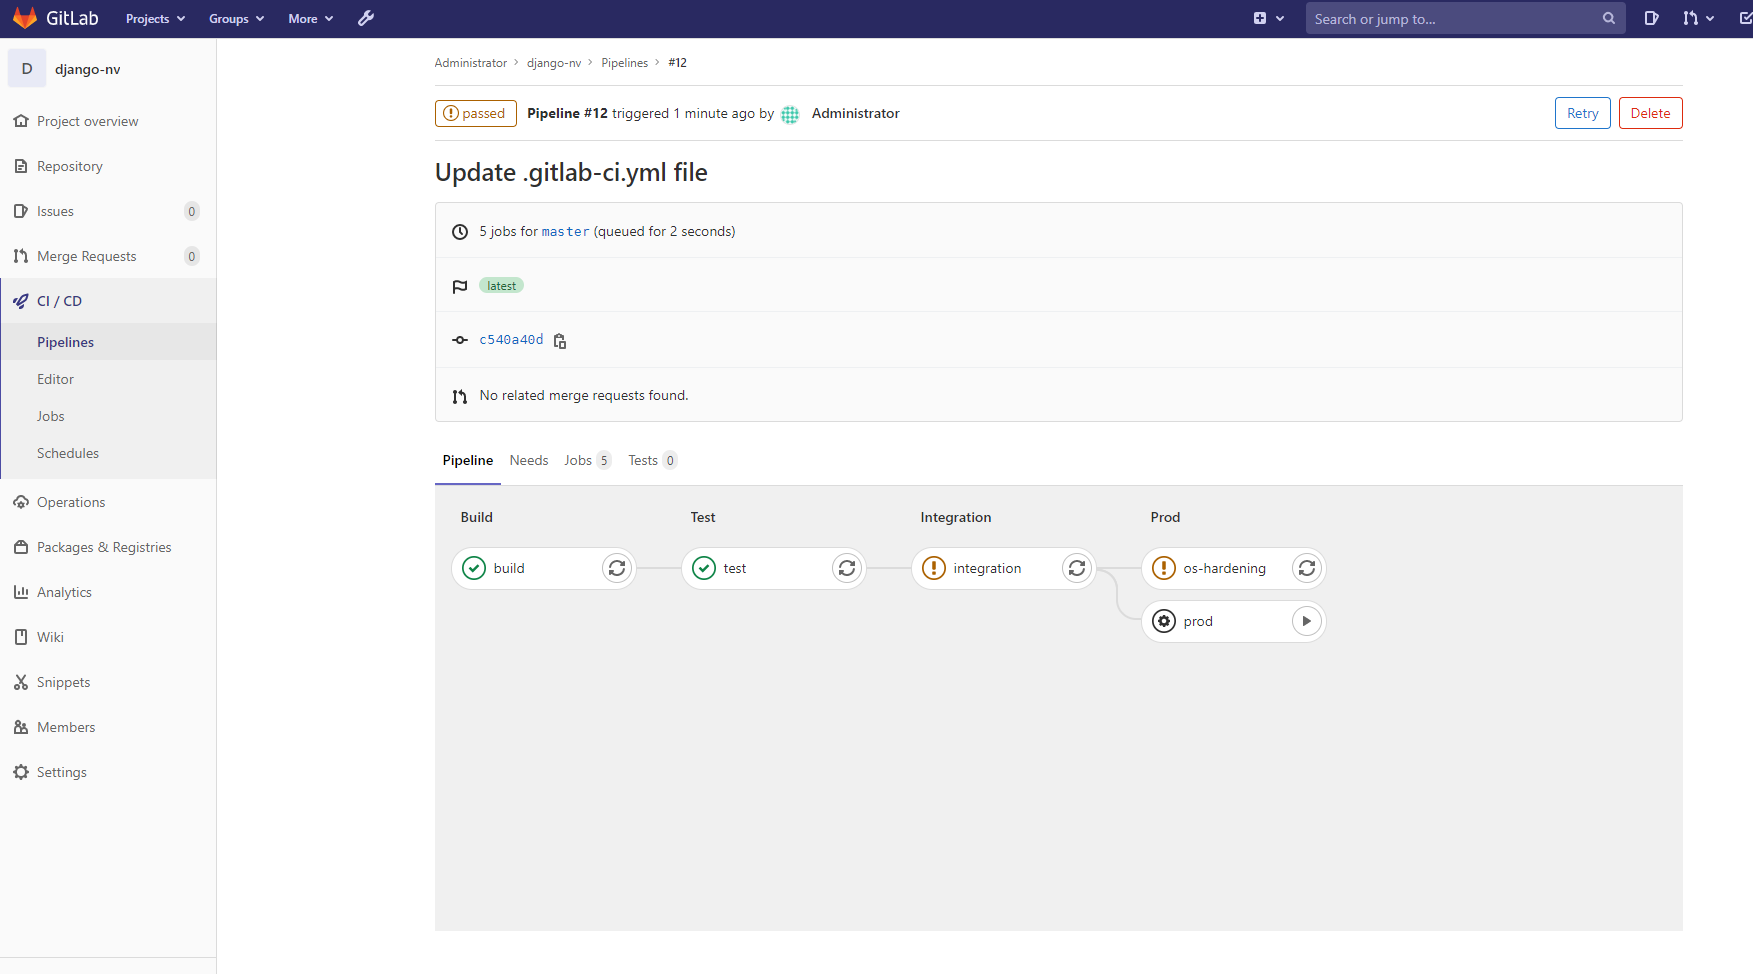 GitLab Projects Groups More Search or jump to...
D django-nv
Project overview
Repository
Issues 0
Merge Requests 0
CI / CD
Pipelines
Editor
Jobs
Schedules
Operations
Packages & Registries
Analytics
Wiki
Snippets
Members
Settings
Administrator > django-nv > Pipelines > #12
passed Pipeline #12 triggered 1 minute ago by Administrator Retry Delete
Update .gitlab-ci.yml file
5 jobs for master (queued for 2 seconds)
latest
c540a40d
No related merge requests found.
Pipeline Needs Jobs 5 Tests 0
Build Test Integration Prod
build test integration os-hardening
prod